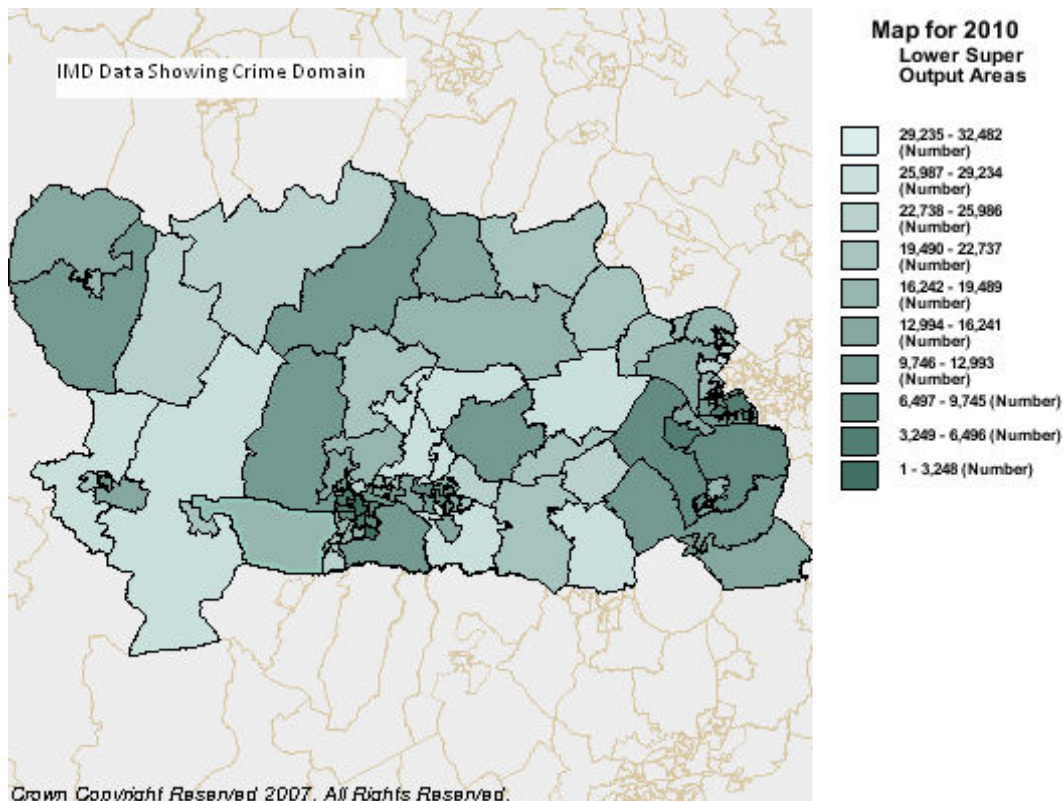 IMD Data Showing Crime Domain
Map for 2010
Lower Super
Output Areas
29,235 - 32,482
(Number)
25,987 - 29,234
(Number)
22,738 - 25,986
(Number)
19,490 - 22,737
(Number)
16,242 - 19,489
(Number)
12,994 - 16,241
(Number)
9,746 - 12,993
(Number)
6,497 - 9,745 (Number)
3,249 - 6,496 (Number)
1 - 3,248 (Number)
Crown Copyright Reserved 2007. All Rights Reserved.